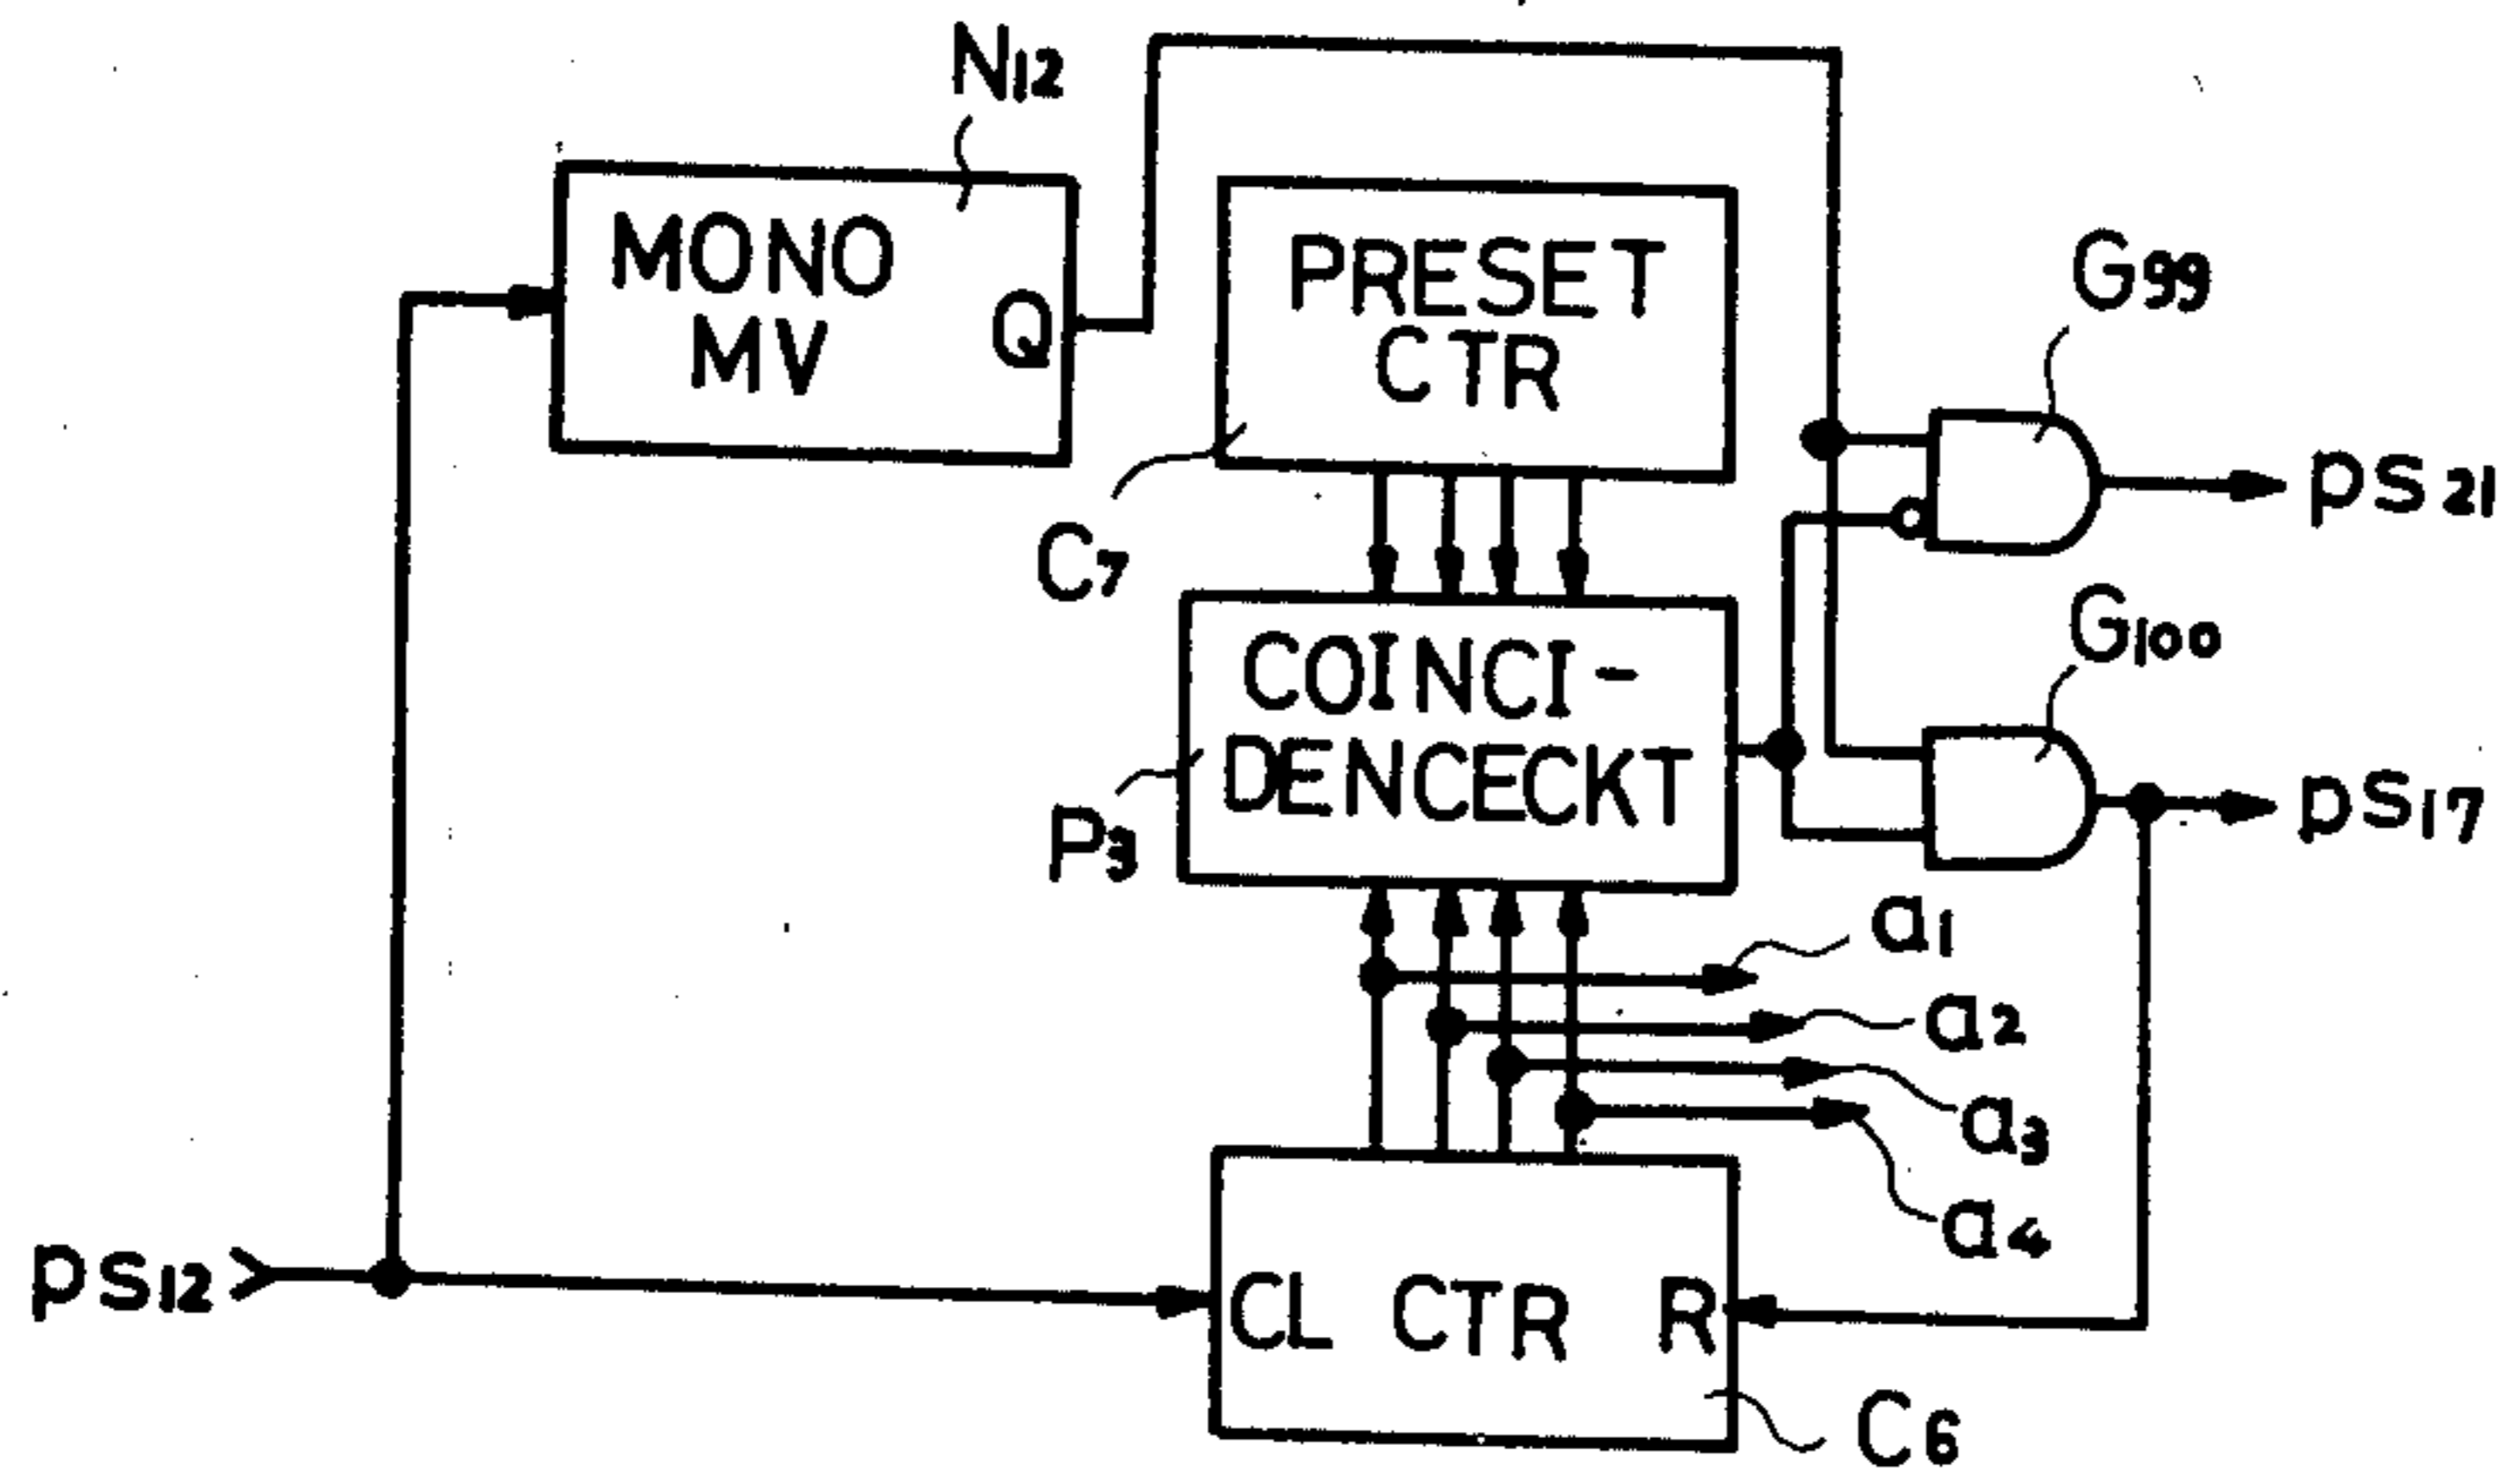 N12
MONO
MV
Q
PRESET
CTR
G99
PS21
C7
G100
COINCI-
DENCECKT
P3
PS17
a1
a2
a3
a4
PS12
CL CTR R
C6